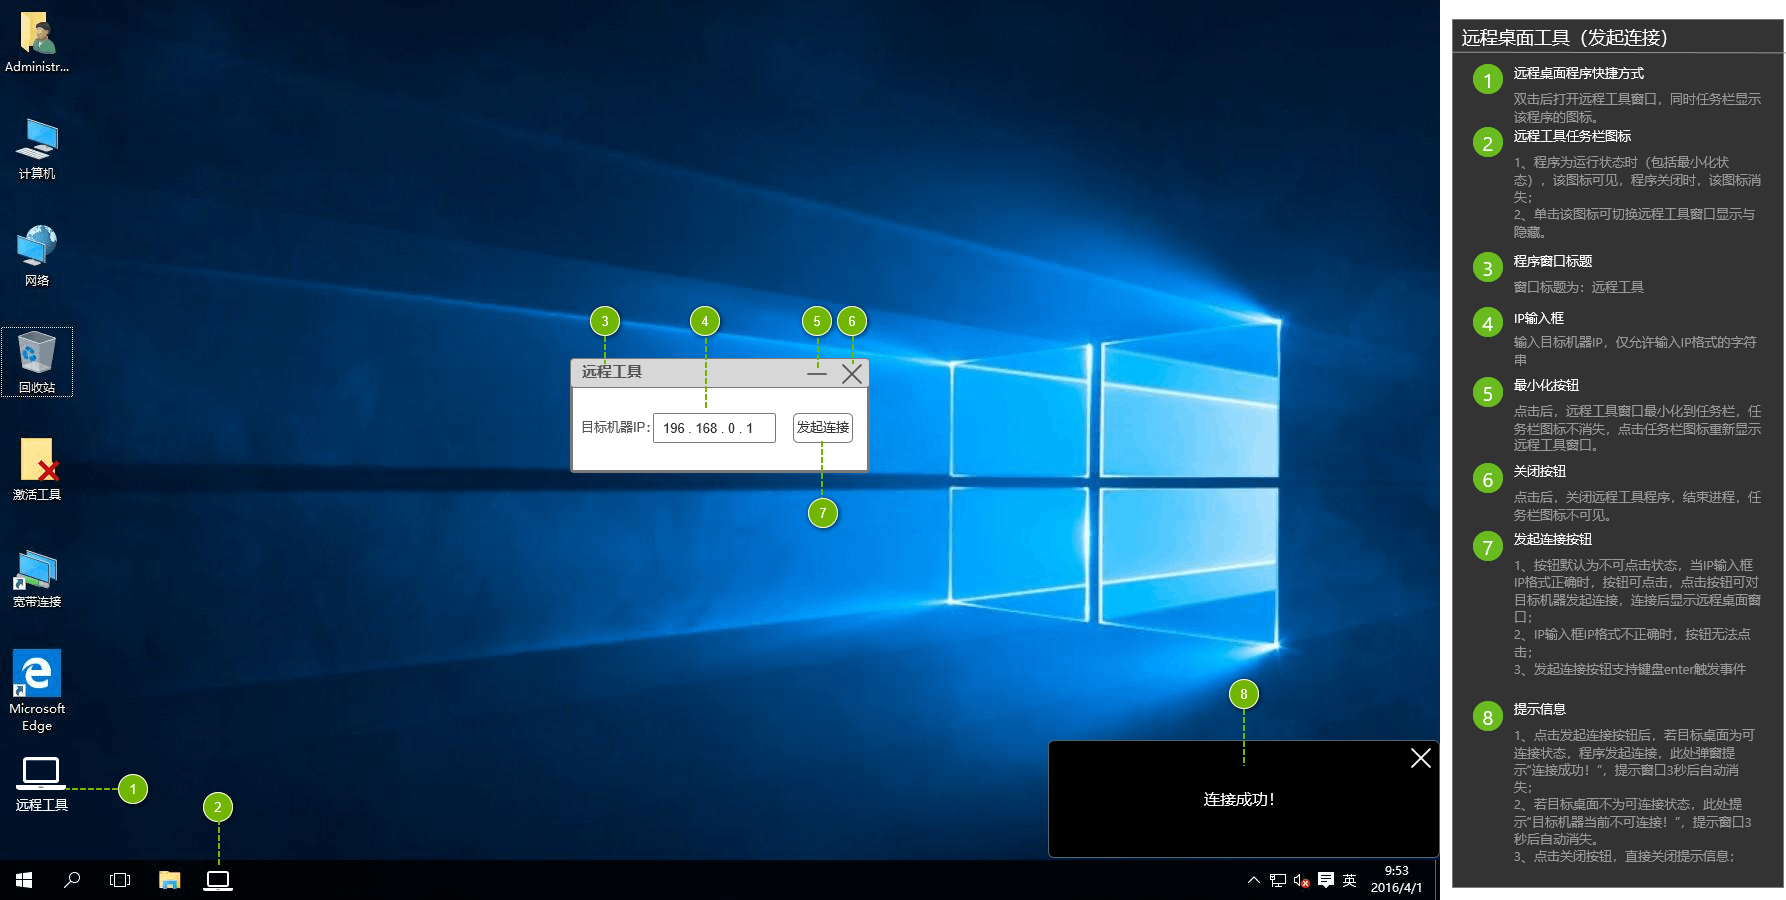 Administr...
计算机
网络
回收站
激活工具
宽带连接
Microsoft
Edge
远程工具
1
2
3
4
5
6
远程工具
目标机器IP：
196 . 168 . 0 . 1
发起连接
7
8
连接成功！
英
9:53
2016/4/1
远程桌面工具（发起连接）
1
远程桌面程序快捷方式
双击后打开远程工具窗口，同时任务栏显示
该程序的图标。
2
远程工具任务栏图标
1、程序为运行状态时（包括最小化状
态），该图标可见，程序关闭时，该图标消
失；
2、单击该图标可切换远程工具窗口显示与
隐藏。
3
程序窗口标题
窗口标题为：远程工具
4
IP输入框
输入目标机器IP，仅允许输入IP格式的字符
串
5
最小化按钮
点击后，远程工具窗口最小化到任务栏，任
务栏图标不消失，点击任务栏图标重新显示
远程工具窗口。
6
关闭按钮
点击后，关闭远程工具程序，结束进程，任
务栏图标不可见。
7
发起连接按钮
1、按钮默认为不可点击状态，当IP输入框
IP格式正确时，按钮可点击，点击按钮可对
目标机器发起连接，连接后显示远程桌面窗
口；
2、IP输入框IP格式不正确时，按钮无法点
击；
3、发起连接按钮支持键盘enter触发事件
8
提示信息
1、点击发起连接按钮后，若目标桌面为可
连接状态，程序发起连接，此处弹窗提
示“连接成功！”，提示窗口3秒后自动消
失；
2、若目标桌面不为可连接状态，此处提
示“目标机器当前不可连接！”，提示窗口3
秒后自动消失。
3、点击关闭按钮，直接关闭提示信息；